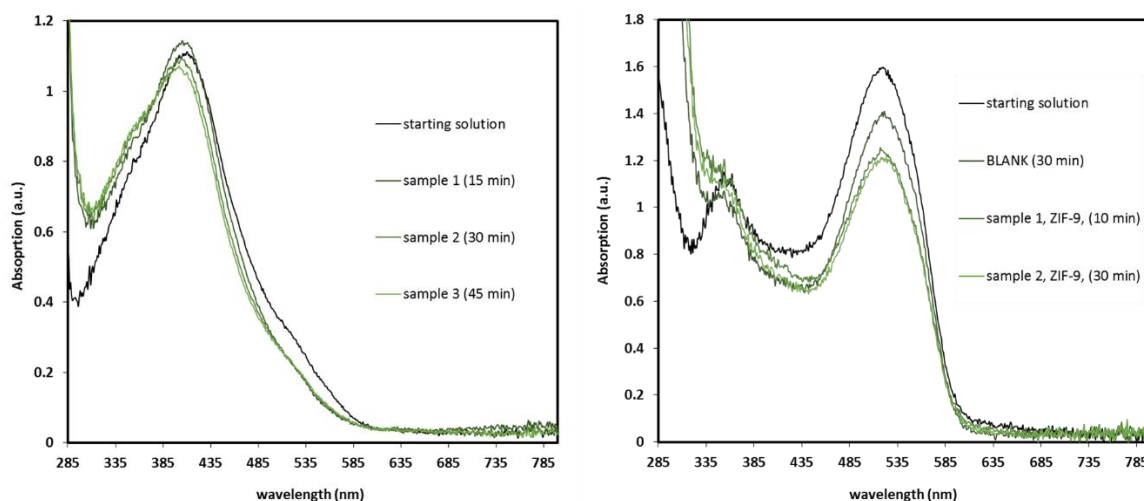 1.2
1
0.8
0.6
0.4
0.2
0
Absoprtion (a.u.)
starting solution
sample 1 (15 min)
sample 2 (30 min)
sample 3 (45 min)
285 335 385 435 485 535 585 635 685 735 785
wavelength (nm)
1.8
1.6
1.4
1.2
1
0.8
0.6
0.4
0.2
0
Absorption (a.u.)
starting solution
BLANK (30 min)
sample 1, ZIF-9, (10 min)
sample 2, ZIF-9, (30 min)
285 335 385 435 485 535 585 635 685 735 785
wavelength (nm)